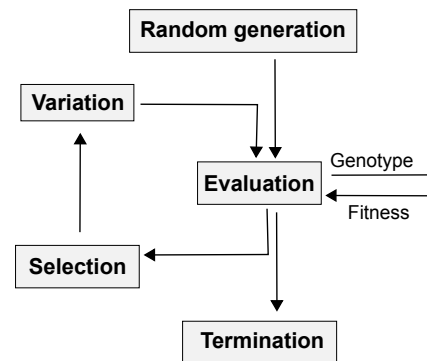 Random generation
Variation
Genotype
Evaluation
Fitness
Selection
Termination